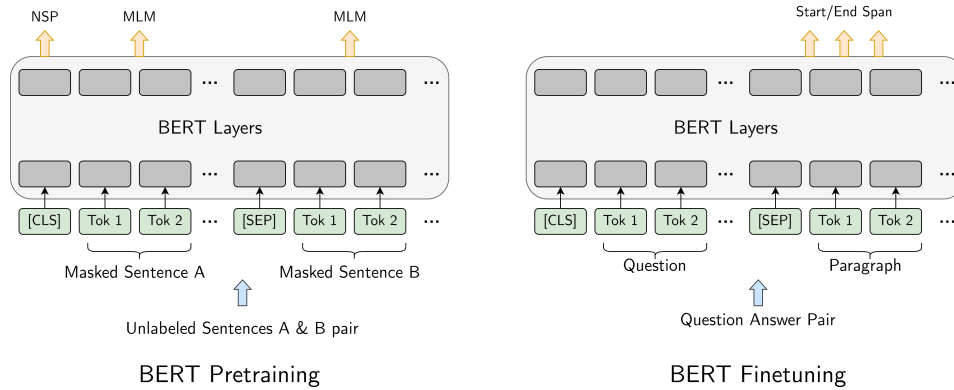 NSP MLM MLM
... ...
BERT Layers
... ...
[CLS] Tok 1 Tok 2 ... [SEP] Tok 1 Tok 2 ...
Masked Sentence A Masked Sentence B
Unlabeled Sentences A & B pair
BERT Pretraining
Start/End Span
... ...
BERT Layers
... ...
[CLS] Tok 1 Tok 2 ... [SEP] Tok 1 Tok 2 ...
Question Paragraph
Question Answer Pair
BERT Finetuning